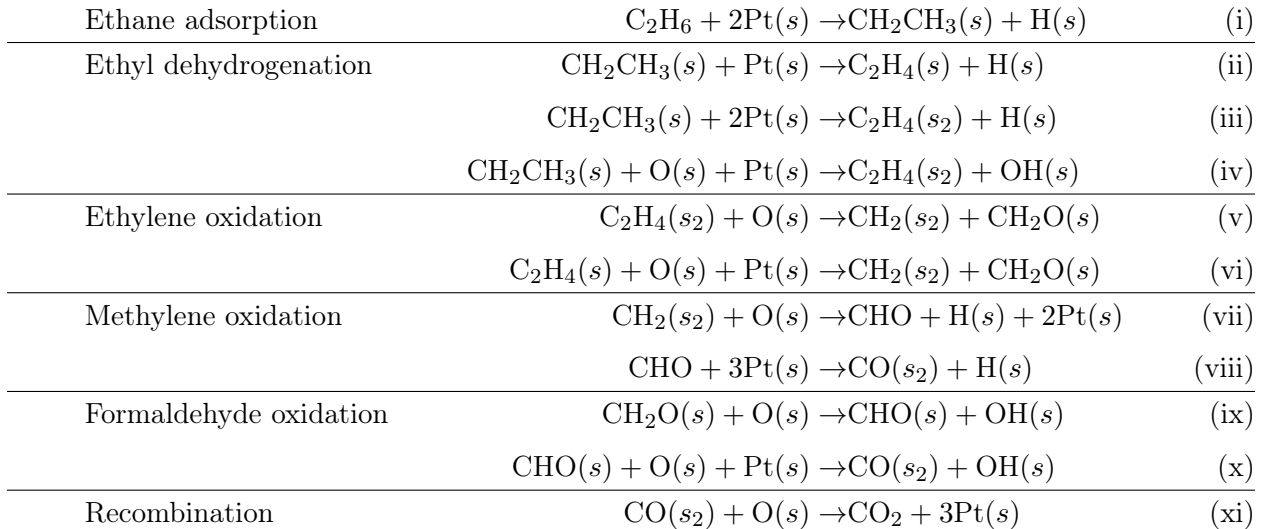 Ethane adsorption C₂H₆ + 2Pt(s) →CH₂CH₃(s) + H(s) (i)
Ethyl dehydrogenation CH₂CH₃(s) + Pt(s) →C₂H₄(s) + H(s) (ii)
CH₂CH₃(s) + 2Pt(s) →C₂H₄(s₂) + H(s) (iii)
CH₂CH₃(s) + O(s) + Pt(s) →C₂H₄(s₂) + OH(s) (iv)
Ethylene oxidation C₂H₄(s₂) + O(s) →CH₂(s₂) + CH₂O(s) (v)
C₂H₄(s) + O(s) + Pt(s) →CH₂(s₂) + CH₂O(s) (vi)
Methylene oxidation CH₂(s₂) + O(s) →CHO + H(s) + 2Pt(s) (vii)
CHO + 3Pt(s) →CO(s₂) + H(s) (viii)
Formaldehyde oxidation CH₂O(s) + O(s) →CHO(s) + OH(s) (ix)
CHO(s) + O(s) + Pt(s) →CO(s₂) + OH(s) (x)
Recombination CO(s₂) + O(s) →CO₂ + 3Pt(s) (xi)